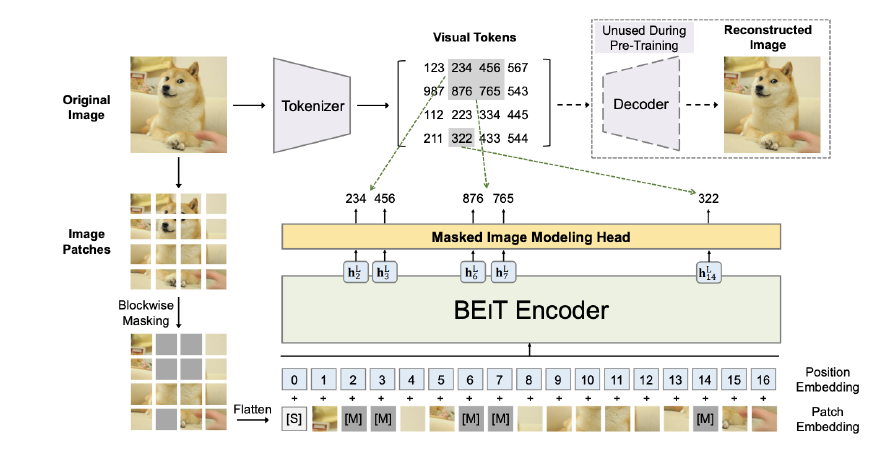 Visual Tokens
Unused During
Pre-Training
Reconstructed
Image
Original
Image
Tokenizer
123 234 456 567
987 876 765 543
112 223 334 445
211 322 433 544
Decoder
234 456 876 765 322
Image
Patches
Masked Image Modeling Head
h₂ᴸ h₃ᴸ h₆ᴸ h₇ᴸ h₁₄ᴸ
BEIT Encoder
Blockwise
Masking
0 1 2 3 4 5 6 7 8 9 10 11 12 13 14 15 16
Position
Embedding
+ + + + + + + + + + + + + + + + +
Flatten
[S] [M] [M] [M] [M] [M]
Patch
Embedding